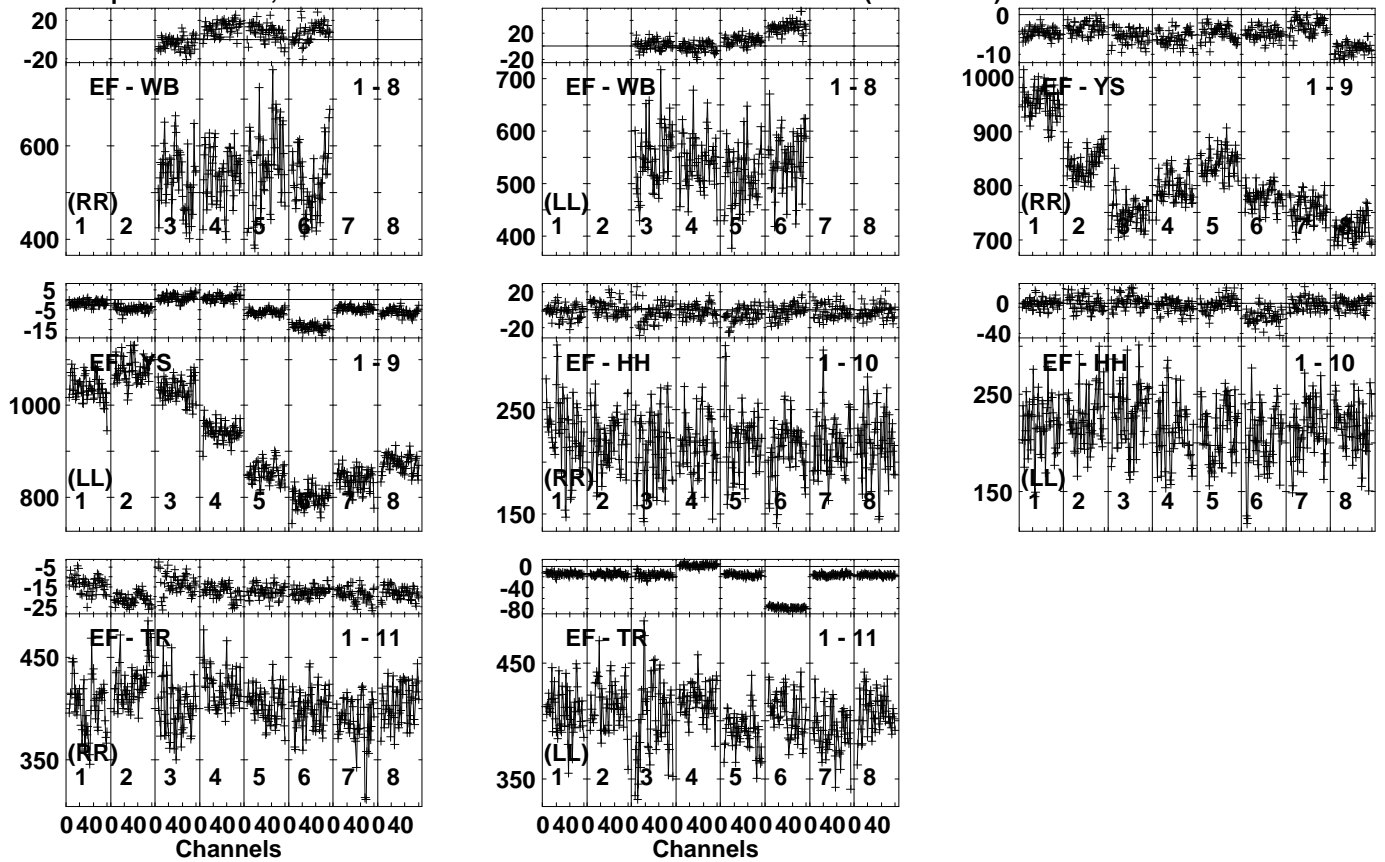 20
-20
EF - WB 1 - 8
600
400
(RR)
1 2 3 4 5 6 7 8
20
-20
700
EF - WB 1 - 8
600
500
400
(LL)
1 2 3 4 5 6 7 8
0
-10
1000
EF - YS 1 - 9
900
800
700
(RR)
1 2 3 4 5 6 7 8
5
-5
-15
EF - YS 1 - 9
1000
800
(LL)
1 2 3 4 5 6 7 8
20
-20
EF - HH 1 - 10
250
150
(RR)
1 2 3 4 5 6 7 8
0
-40
EF - HH 1 - 10
250
150
(LL)
1 2 3 4 5 6 7 8
-5
-15
-25
EF - TR 1 - 11
450
350
(RR)
1 2 3 4 5 6 7 8
0 40 0 40 0 40 0 40 0 40 0 40 0 40 0 40
Channels
0
-40
-80
EF - TR 1 - 11
450
350
(LL)
1 2 3 4 5 6 7 8
0 40 0 40 0 40 0 40 0 40 0 40 0 40 0 40
Channels